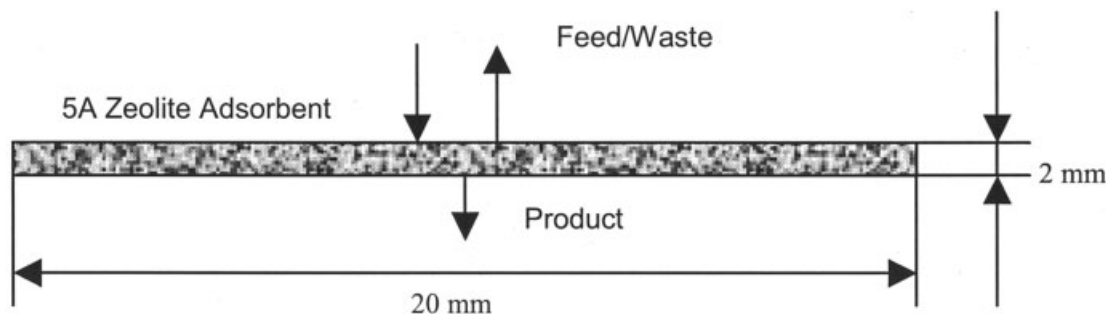 Feed/Waste
5A Zeolite Adsorbent
2 mm
Product
20 mm